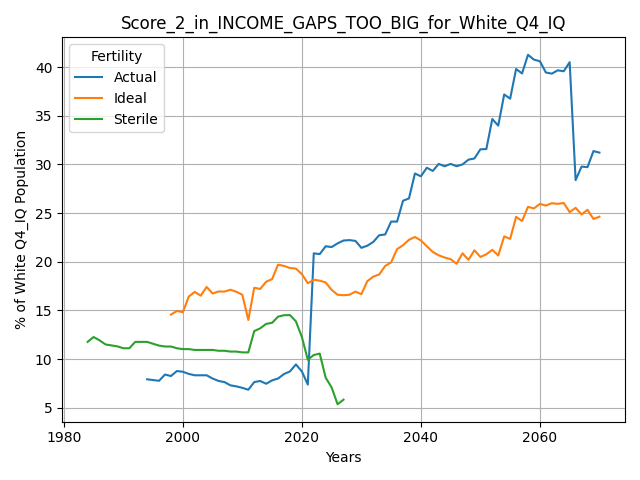 Score_2_in_INCOME_GAPS_TOO_BIG_for_White_Q4_IQ
Fertility
Actual
Ideal
Sterile
% of White Q4_IQ Population
40
35
30
25
20
15
10
5
1980
2000
2020
2040
2060
Years